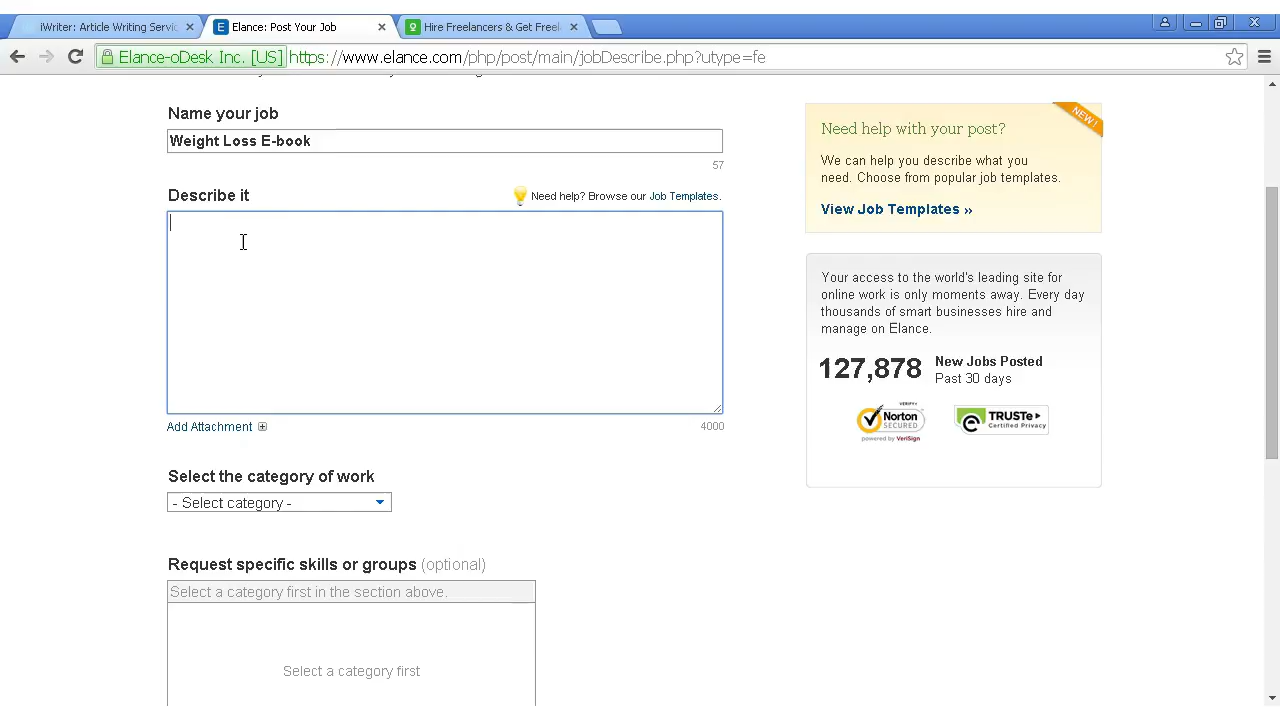 iWriter: Article Writing Servic
Elance: Post Your Job
Hire Freelancers & Get Freel
Elance-oDesk Inc. [US] https://www.elance.com/php/post/main/jobDescribe.php?utype=fe
Name your job
Weight Loss E-book
57
Describe it
Need help? Browse our Job Templates.
4000
Add Attachment
Select the category of work
- Select category -
Request specific skills or groups (optional)
Select a category first in the section above.
Select a category first
NEW!
Need help with your post?
We can help you describe what you
need. Choose from popular job templates.
View Job Templates »
Your access to the world's leading site for
online work is only moments away. Every day
thousands of smart businesses hire and
manage on Elance.
127,878
New Jobs Posted
Past 30 days
VERIFY
Norton
SECURED
powered by VeriSign
TRUSTe
Certified Privacy